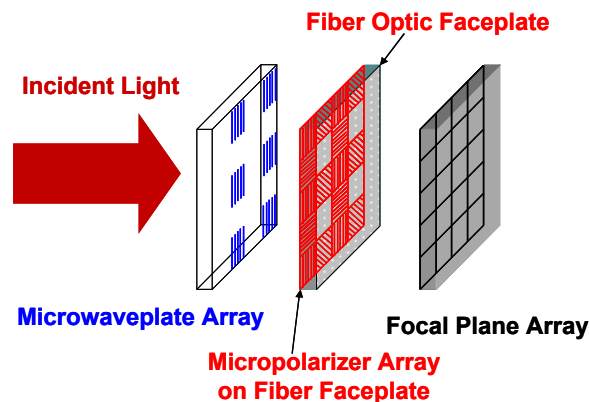 Fiber Optic Faceplate
Incident Light
Microwaveplate Array
Focal Plane Array
Micropolarizer Array
on Fiber Faceplate